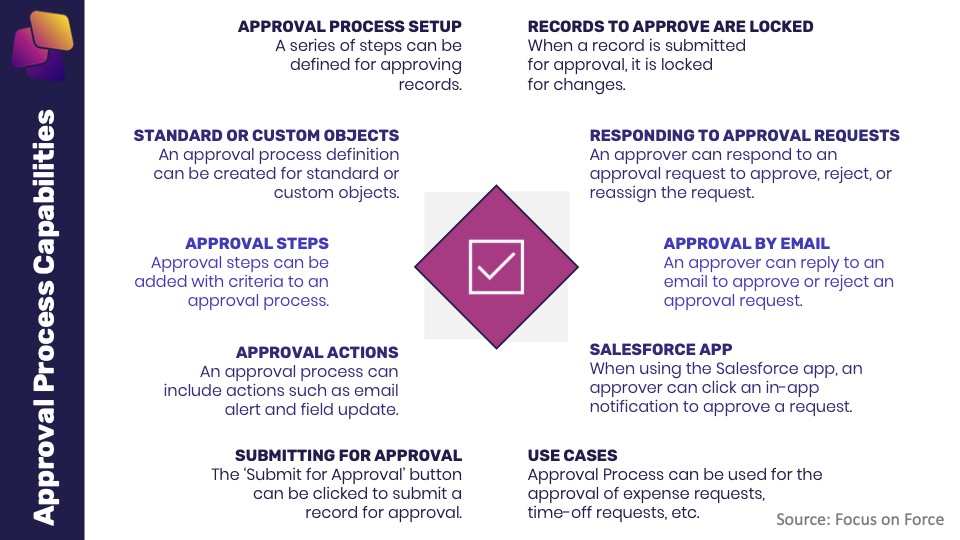 Approval Process Capabilities
APPROVAL PROCESS SETUP
A series of steps can be
defined for approving
records.
STANDARD OR CUSTOM OBJECTS
An approval process definition
can be created for standard or
custom objects.
APPROVAL STEPS
Approval steps can be
added with criteria to an
approval process.
APPROVAL ACTIONS
An approval process can
include actions such as email
alert and field update.
SUBMITTING FOR APPROVAL
The ‘Submit for Approval’ button
can be clicked to submit a
record for approval.
RECORDS TO APPROVE ARE LOCKED
When a record is submitted
for approval, it is locked
for changes.
RESPONDING TO APPROVAL REQUESTS
An approver can respond to an
approval request to approve, reject, or
reassign the request.
APPROVAL BY EMAIL
An approver can reply to an
email to approve or reject an
approval request.
SALESFORCE APP
When using the Salesforce app, an
approver can click an in-app
notification to approve a request.
USE CASES
Approval Process can be used for the
approval of expense requests,
time-off requests, etc.
Source: Focus on Force